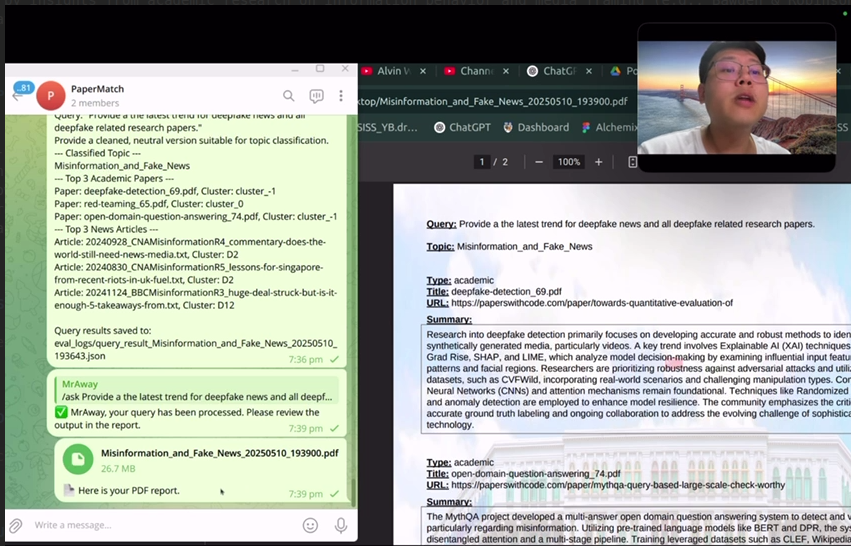 Alvin
Chann
ChatG
Po
..81
P
PaperMatch
2 members
ktop/Misinformation_and_Fake_News_20250510_193900.pdf
SISS_YB.dr...
ChatGPT
Dashboard
Alchemix
SS
1 / 2
100%
Query: "Provide a the latest trend for deepfake news and all
deepfake related research papers."
Provide a cleaned, neutral version suitable for topic classification.
--- Classified Topic ---
Misinformation_and_Fake_News
--- Top 3 Academic Papers ---
Paper: deepfake-detection_69.pdf, Cluster: cluster_-1
Paper: red-teaming_65.pdf, Cluster: cluster_0
Paper: open-domain-question-answering_74.pdf, Cluster: cluster_-1
--- Top 3 News Articles ---
Article: 20240928_CNAMisinformationR4_commentary-does-the-
world-still-need-news-media.txt, Cluster: D2
Article: 20240830_CNAMisinformationR5_lessons-for-singapore-
from-recent-riots-in-uk-fuel.txt, Cluster: D2
Article: 20241124_BBCMisinformationR3_huge-deal-struck-but-is-it-
enough-5-takeaways-from.txt, Cluster: D12
Query results saved to:
eval_logs/query_result_Misinformation_and_Fake_News_20250510_
193643.json
7:36 pm
MrAway
/ask Provide a the latest trend for deepfake news and all deepf...
MrAway, your query has been processed. Please review the
output in the report.
7:39 pm
Misinformation_and_Fake_News_20250510_193900.pdf
26.7 MB
Here is your PDF report.
7:39 pm
Write a message...
Query: Provide a the latest trend for deepfake news and all deepfake related research papers.
Topic: Misinformation_and_Fake_News
Type: academic
Title: deepfake-detection_69.pdf
URL: https://paperswithcode.com/paper/towards-quantitative-evaluation-of
Summary:
Research into deepfake detection primarily focuses on developing accurate and robust methods to iden
synthetically generated media, particularly videos. A key trend involves Explainable AI (XAI) techniques
Grad Rise, SHAP, and LIME, which analyze model decision-making by examining influential input featur
patterns and facial regions. Researchers are prioritizing robustness against adversarial attacks and utiliz
datasets, such as CVFWild, incorporating real-world scenarios and challenging manipulation types. Con
Neural Networks (CNNs) and attention mechanisms remain foundational. Techniques like Randomized
and anomaly detection are employed to enhance model resilience. The community emphasizes the criti
accurate ground truth labeling and ongoing collaboration to address the evolving challenge of sophistica
technology.
Type: academic
Title: open-domain-question-answering_74.pdf
URL: https://paperswithcode.com/paper/mythqa-query-based-large-scale-check-worthy
Summary:
The MythQA project developed a multi-answer open domain question answering system to detect and v
particularly regarding misinformation. Utilizing pre-trained language models like BERT and DPR, the sys
disentangled attention and a multi-stage pipeline. Training leveraged datasets such as CLEF, Wikipedia